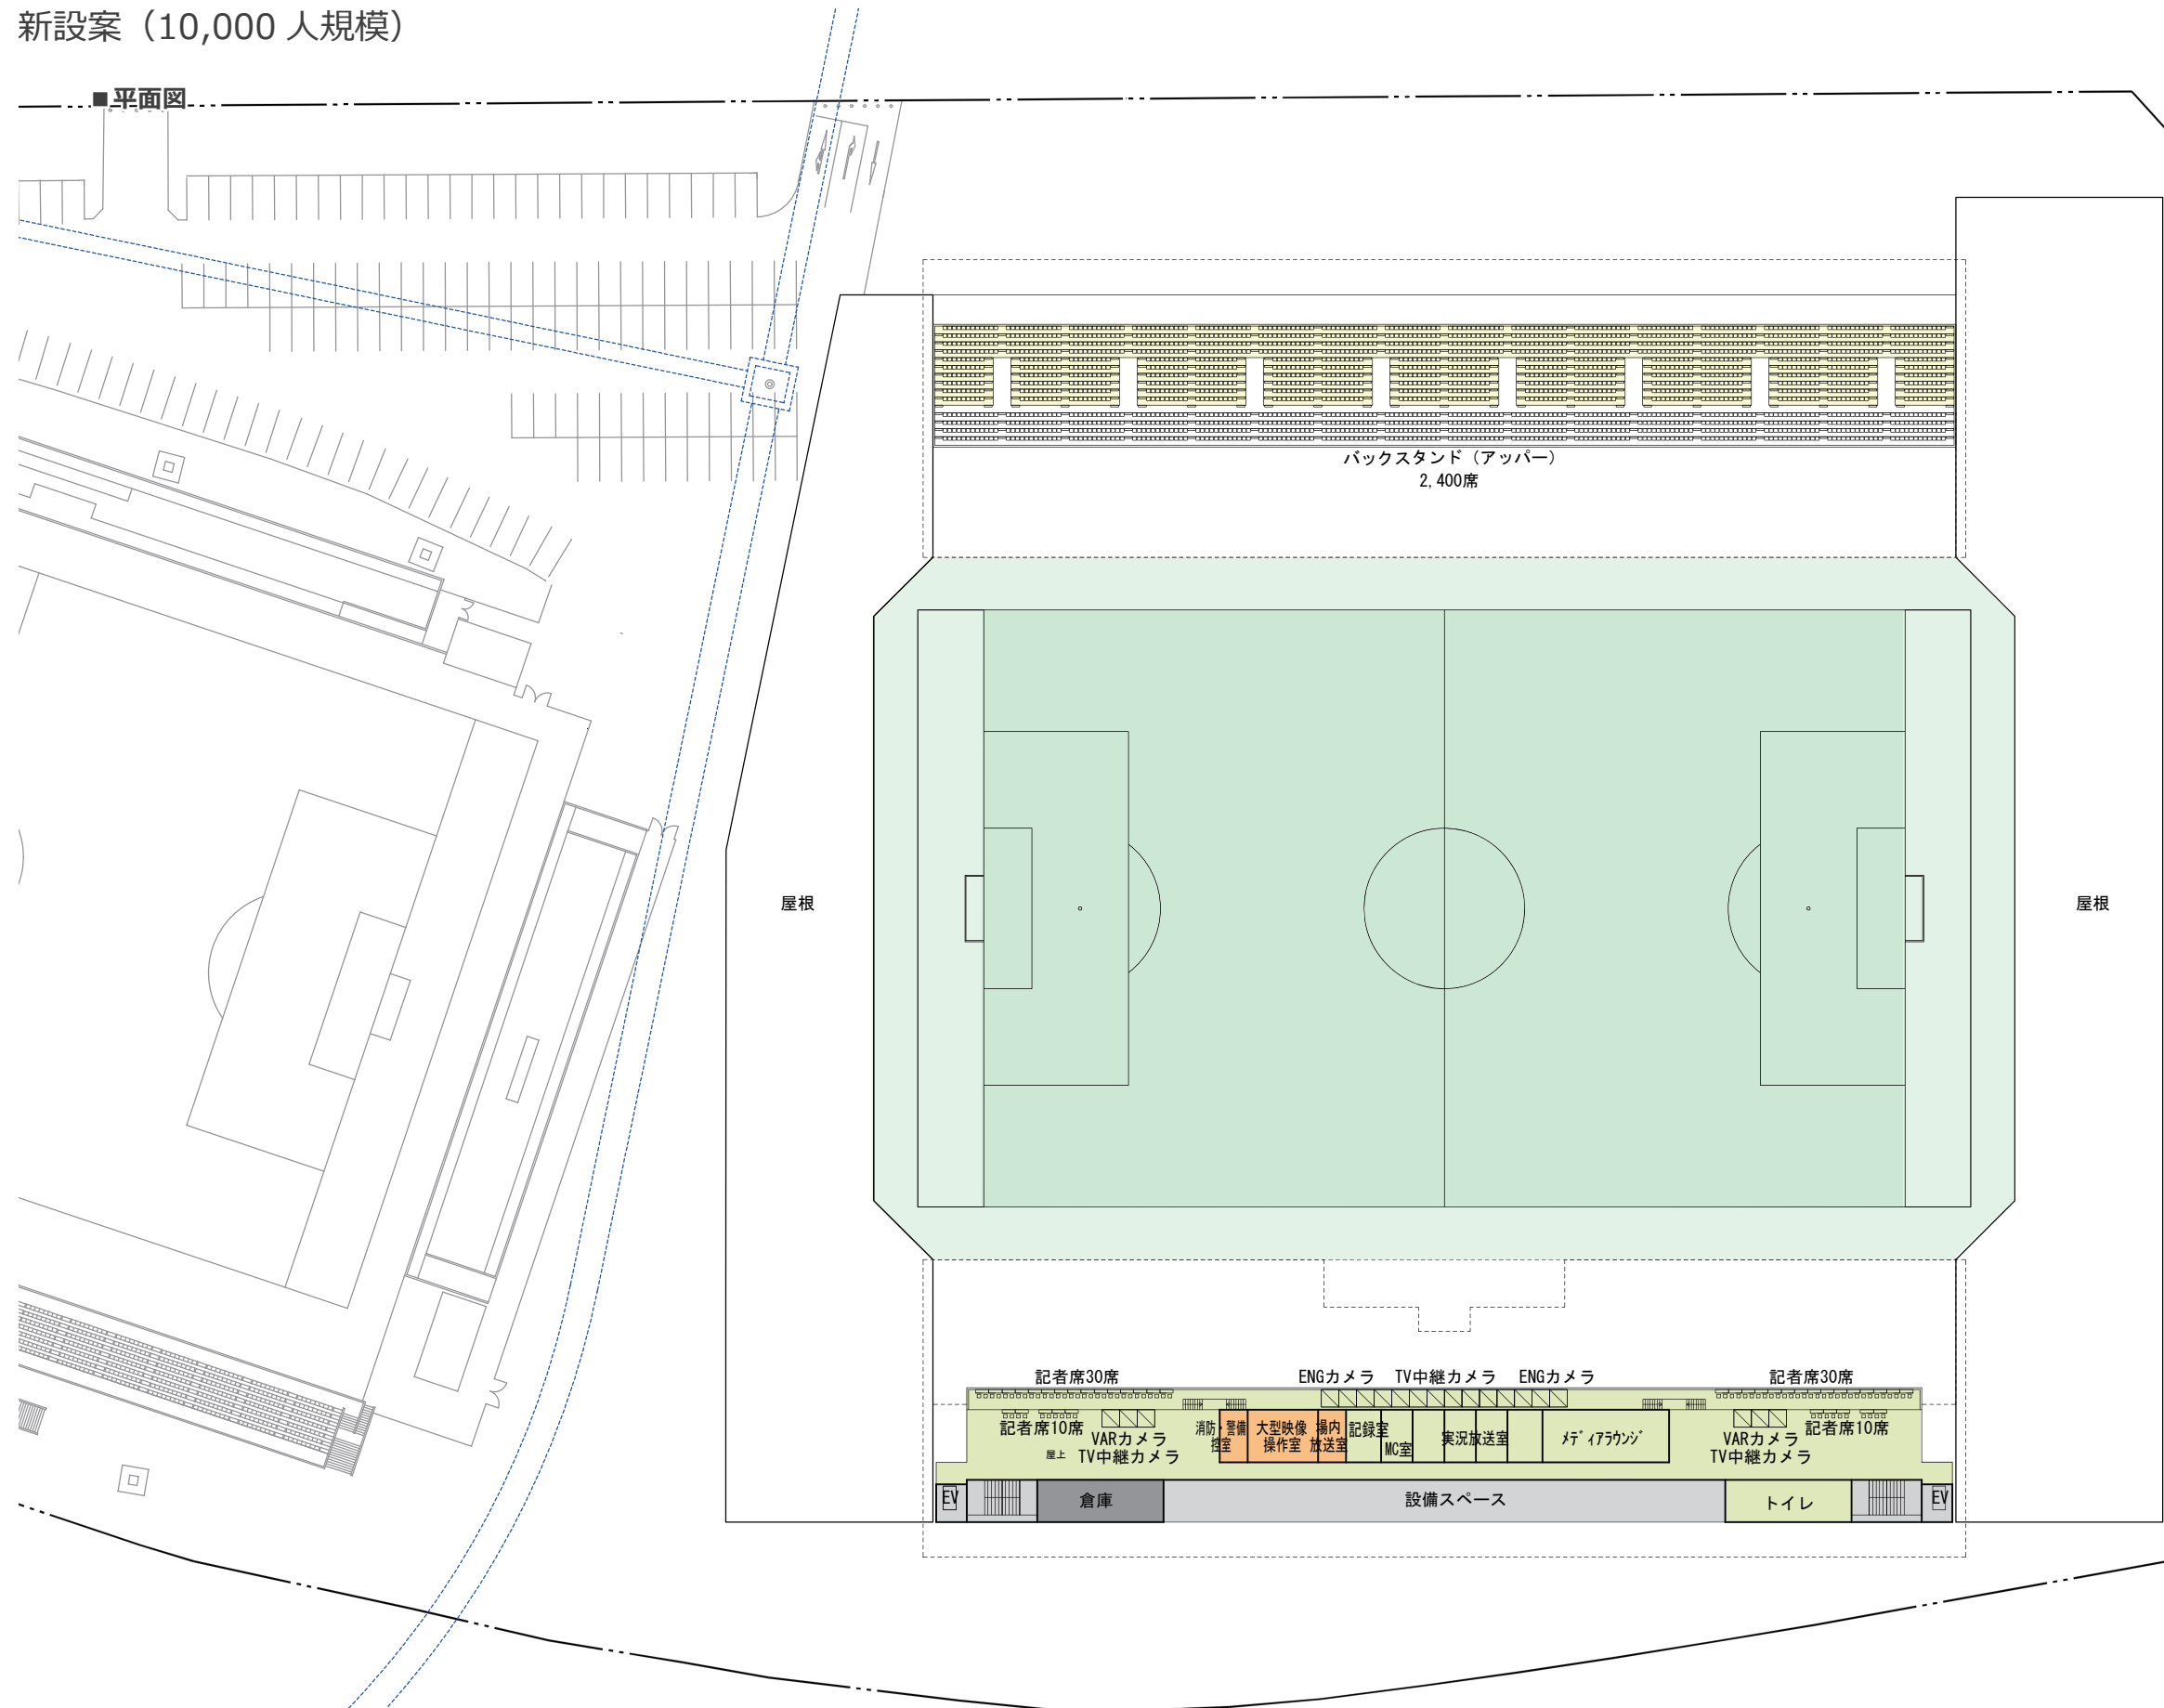 新設案（10,000 人規模）
■平面図
バックスタンド（アッパー）
2,400席
屋根
屋根
記者席30席
ENGカメラ
TV中継カメラ
ENGカメラ
記者席30席
記者席10席
VARカメラ
TV中継カメラ
屋上
消防・警備
控室
大型映像
操作室
場内
放送室
記録室
MC室
実況放送室
ﾒﾃﾞｨｱﾗｳﾝｼﾞ
VARカメラ
TV中継カメラ
記者席10席
EV
倉庫
設備スペース
トイレ
EV